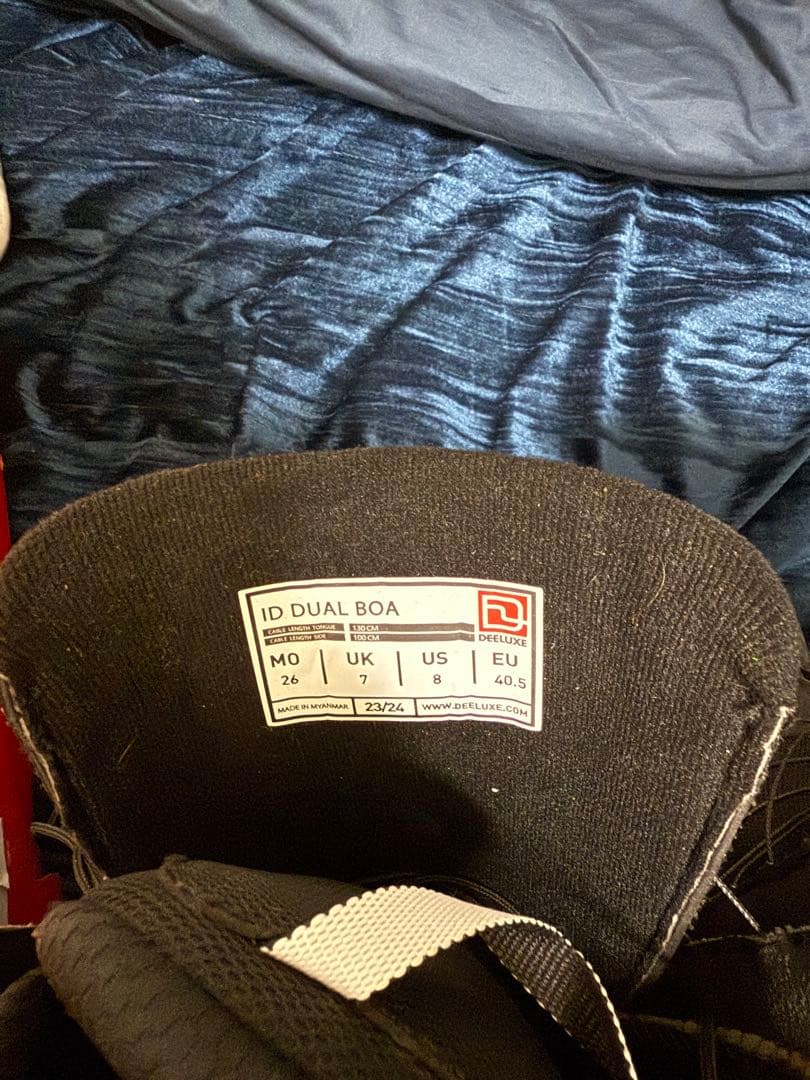 ID DUAL BOA
DEELUXE
CABLE LENGTH TONGUE 130 CM
CABLE LENGTH SIDE 100 CM
MO UK US EU
26 7 8 40.5
MADE IN MYANMAR 23/24 WWW.DEELUXE.COM